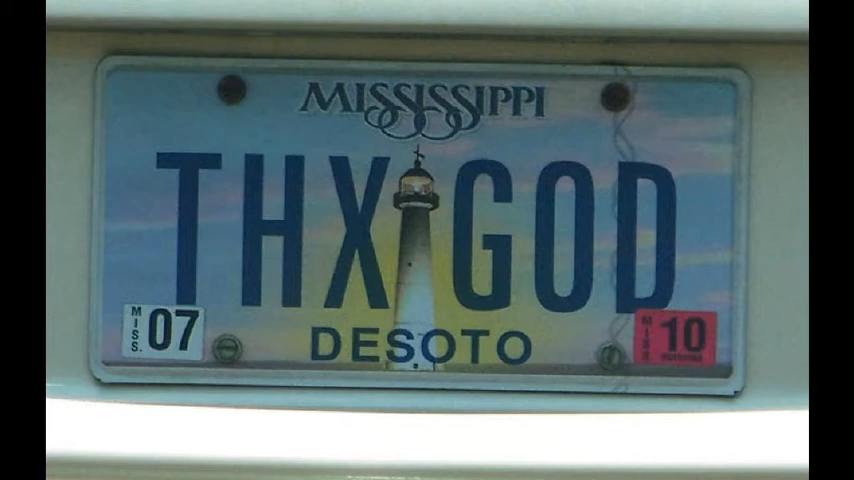 MISSISSIPPI
THX GOD
MISS. 07
DESOTO
MISS 10